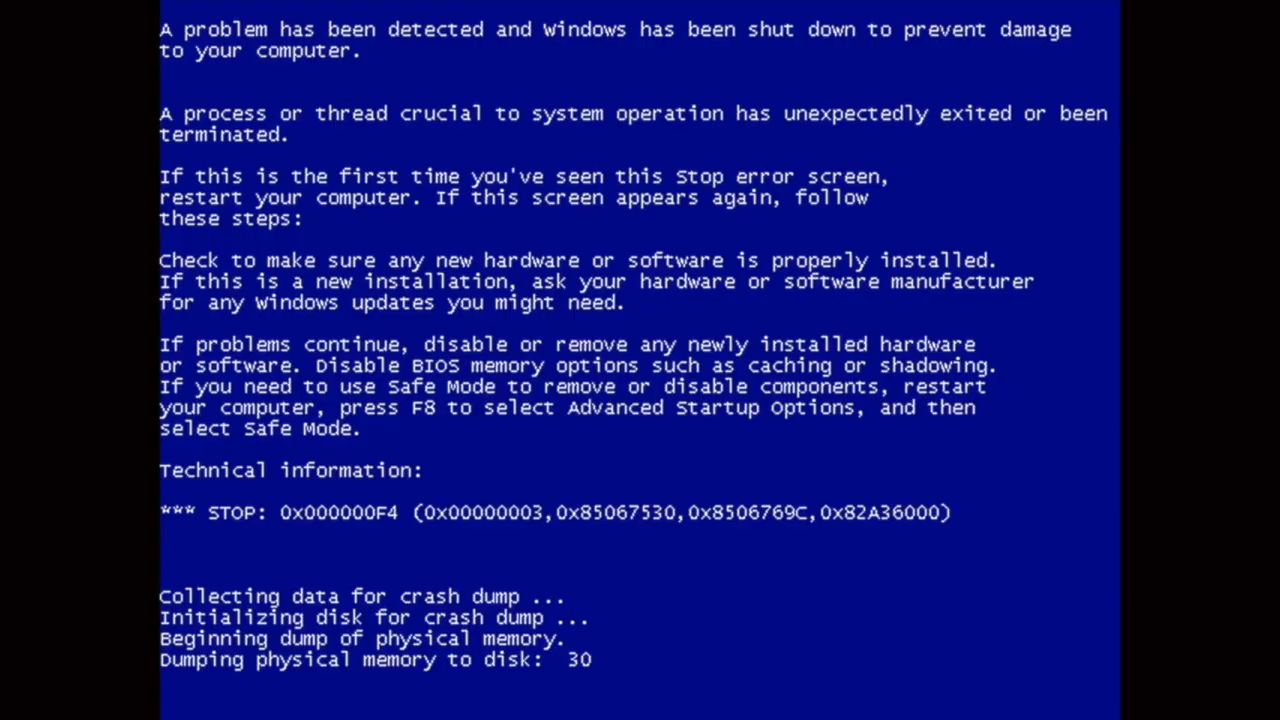 A problem has been detected and Windows has been shut down to prevent damage
to your computer.
A process or thread crucial to system operation has unexpectedly exited or been
terminated.
If this is the first time you've seen this Stop error screen,
restart your computer. If this screen appears again, follow
these steps:
Check to make sure any new hardware or software is properly installed.
If this is a new installation, ask your hardware or software manufacturer
for any Windows updates you might need.
If problems continue, disable or remove any newly installed hardware
or software. Disable BIOS memory options such as caching or shadowing.
If you need to use Safe Mode to remove or disable components, restart
your computer, press F8 to select Advanced Startup Options, and then
select Safe Mode.
Technical information:
*** STOP: 0x000000F4 (0x00000003,0x85067530,0x8506769C,0x82A36000)
Collecting data for crash dump ...
Initializing disk for crash dump ...
Beginning dump of physical memory.
Dumping physical memory to disk:  30